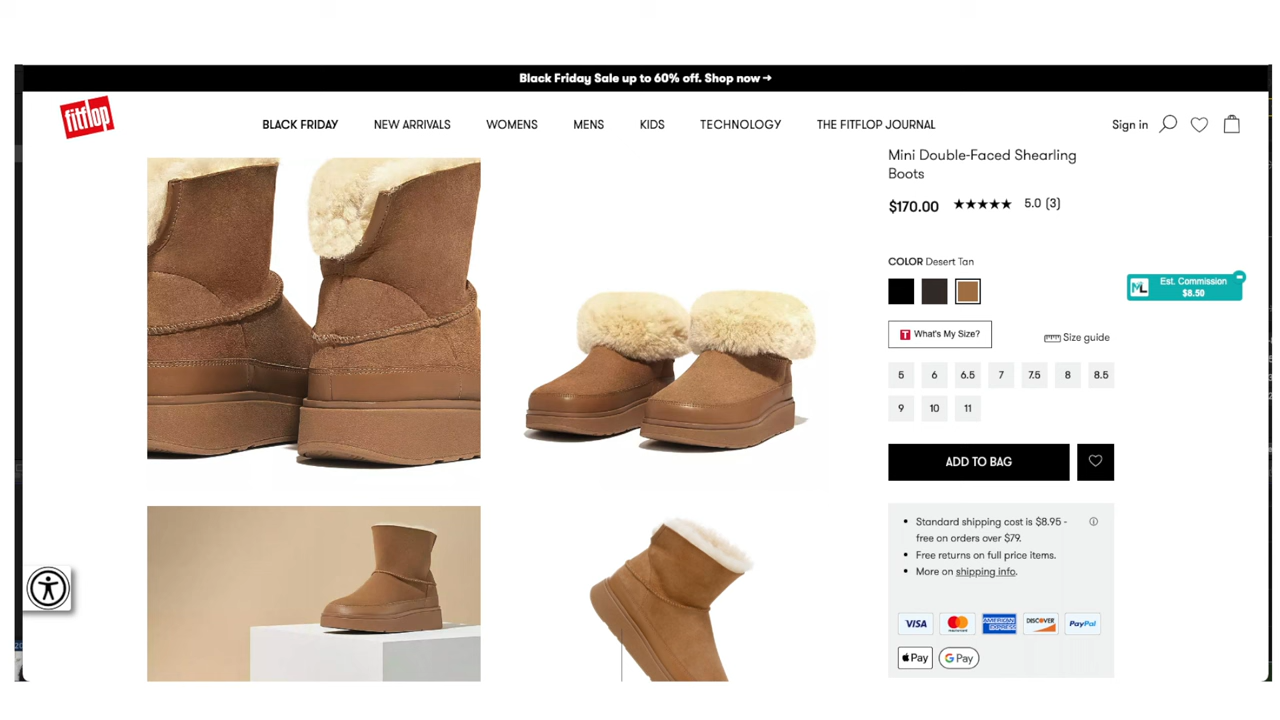 Black Friday Sale up to 60% off. Shop now →
fitflop
BLACK FRIDAY NEW ARRIVALS WOMENS MENS KIDS TECHNOLOGY THE FITFLOP JOURNAL
Sign in
Mini Double-Faced Shearling
Boots
$170.00 ★★★★★ 5.0 (3)
COLOR Desert Tan
ML Est. Commission
$8.50
T What's My Size?
Size guide
5 6 6.5 7 7.5 8 8.5
9 10 11
ADD TO BAG
• Standard shipping cost is $8.95 -
free on orders over $79.
• Free returns on full price items.
• More on shipping info.
VISA mastercard AMERICAN EXPRESS DISCOVER PayPal
Pay G Pay